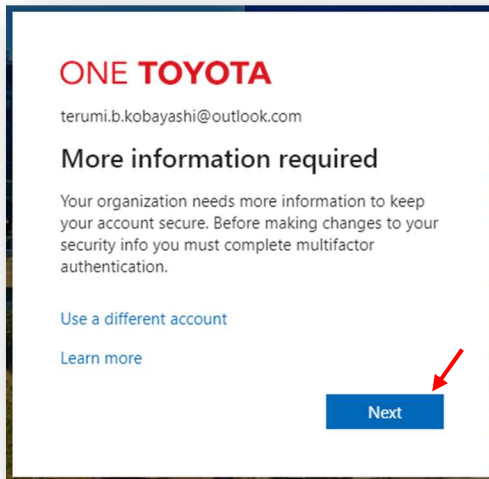 ONE TOYOTA
terumi.b.kobayashi@outlook.com
More information required
Your organization needs more information to keep
your account secure. Before making changes to your
security info you must complete multifactor
authentication.
Use a different account
Learn more
Next